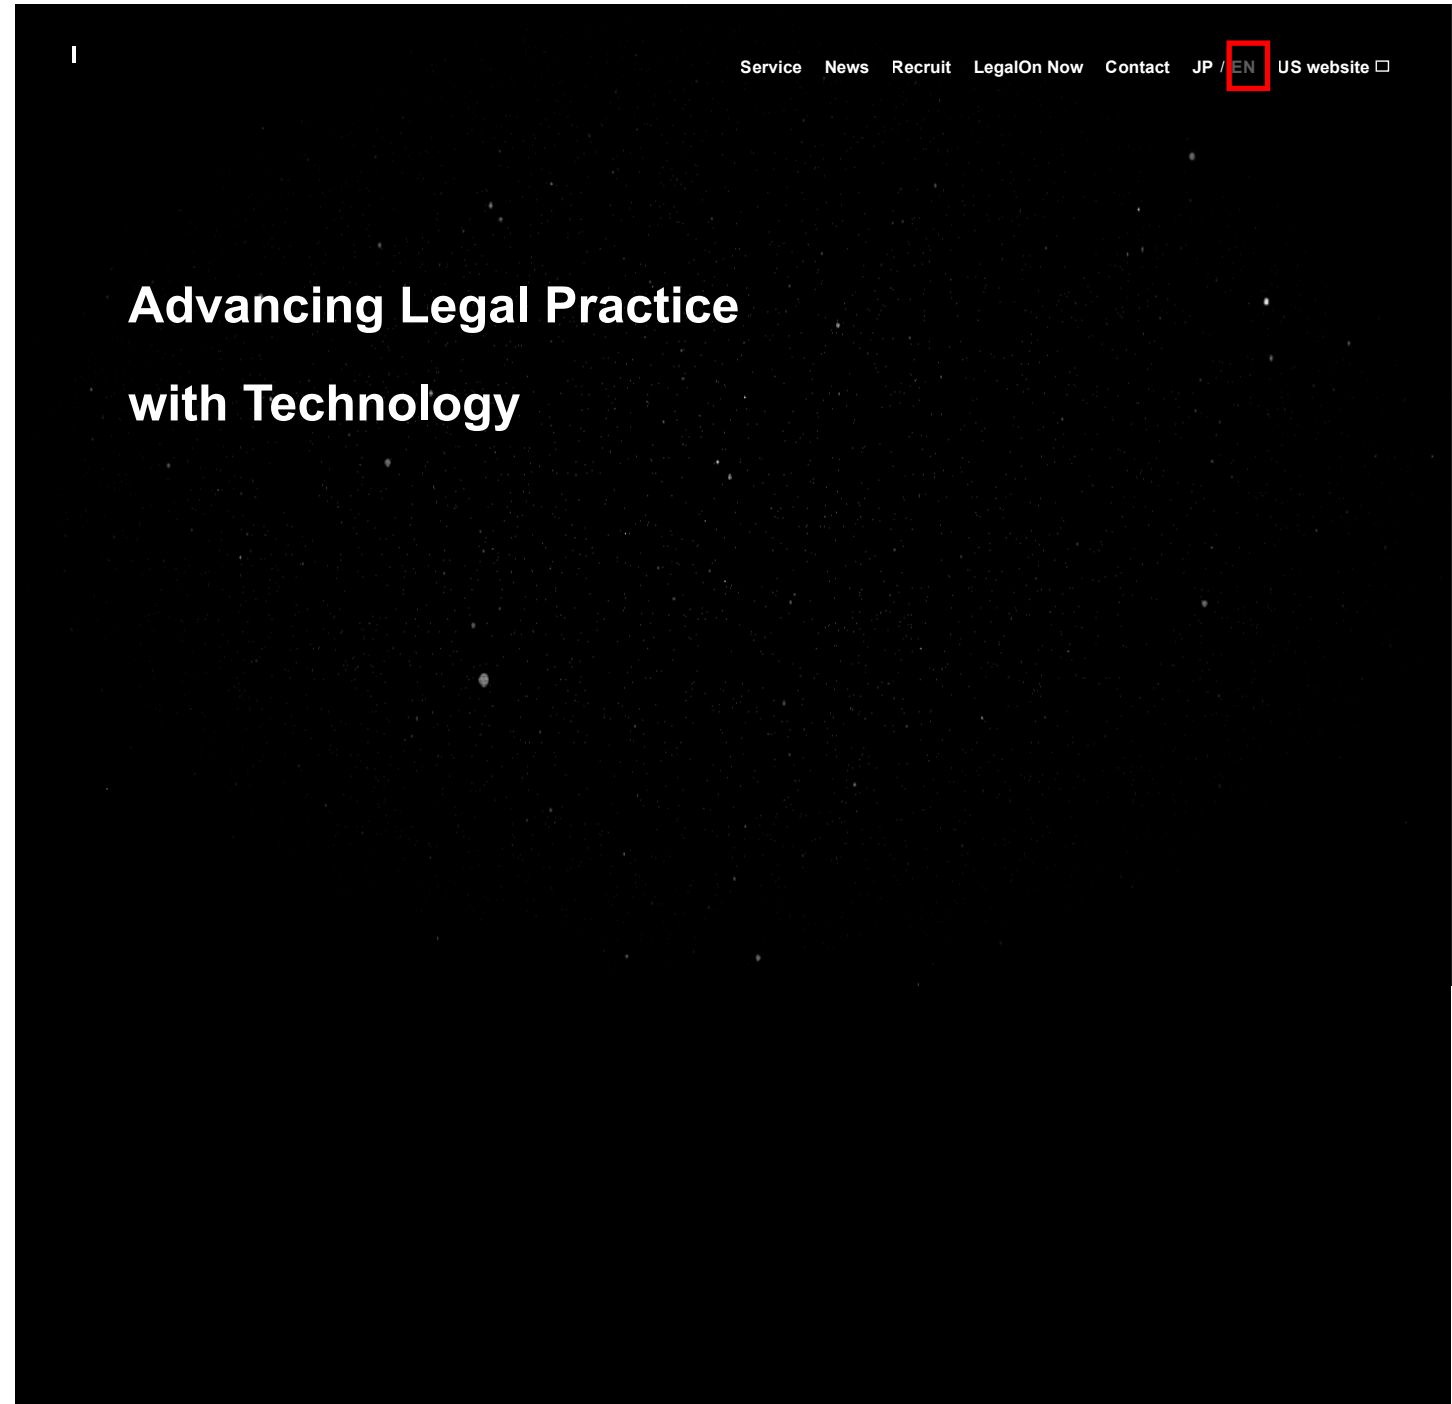 Service News Recruit LegalOn Now Contact JP / EN US website
Advancing Legal Practice
with Technology